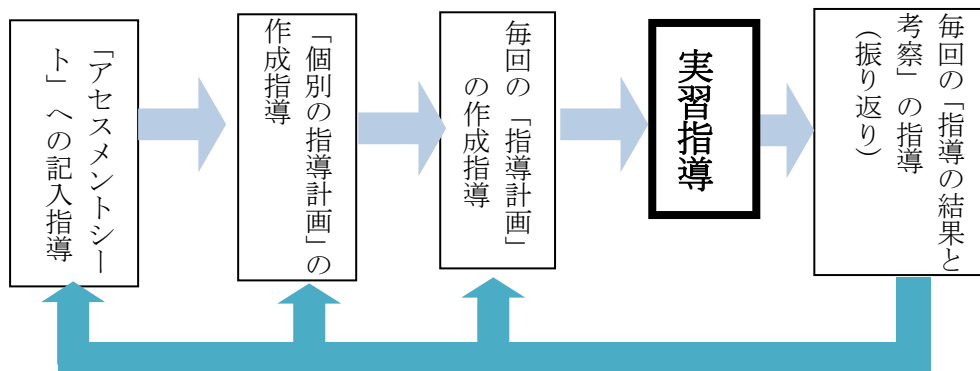 「アセスメントシー
ト」への記入指導
「個別の指導計画」の
作成指導
毎回の「指導計画」
の作成指導
実習指導
毎回の「指導の結果と
考察」の指導
(振り返り)